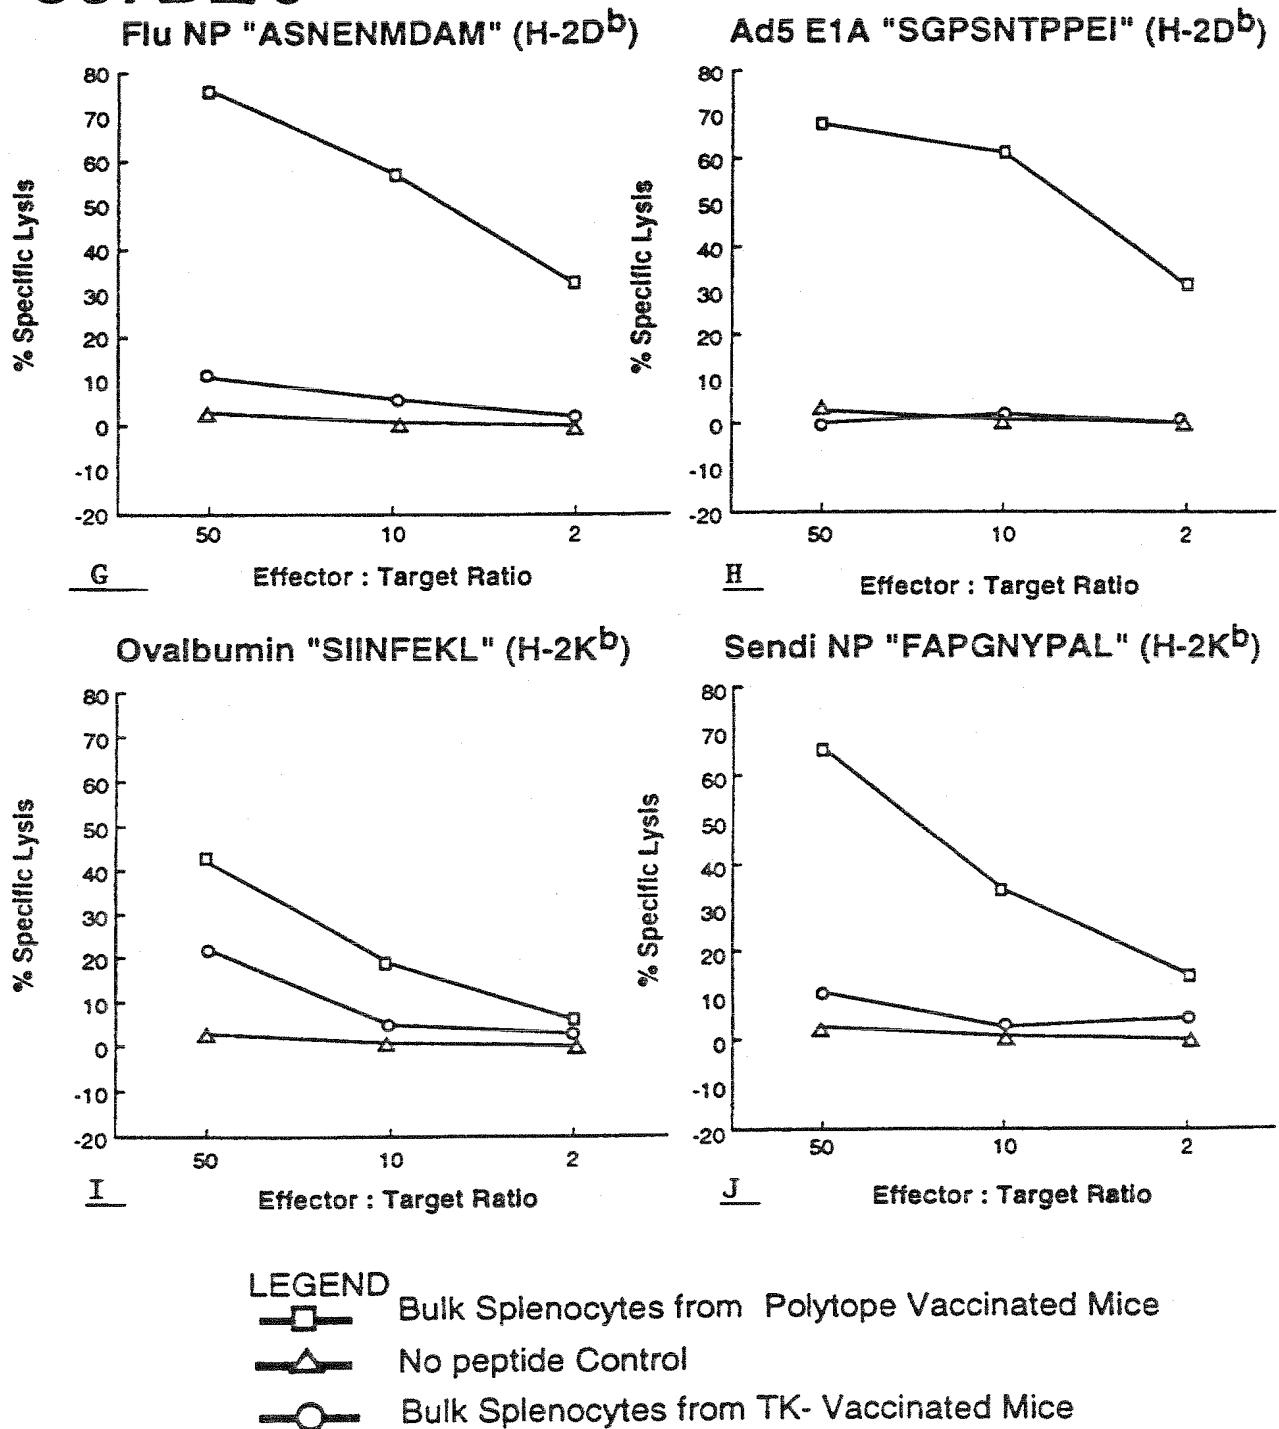 Flu NP "ASNENMDAM" (H-2Db)
% Specific Lysis
80
70
60
50
40
30
20
10
0
-10
-20
50 10 2
G Effector : Target Ratio
Ad5 E1A "SGPSNTPPEI" (H-2Db)
% Specific Lysis
80
70
60
50
40
30
20
10
0
-10
-20
50 10 2
H Effector : Target Ratio
Ovalbumin "SIINFEKL" (H-2Kb)
% Specific Lysis
80
70
60
50
40
30
20
10
0
-10
-20
50 10 2
I Effector : Target Ratio
Sendi NP "FAPGNYPAL" (H-2Kb)
% Specific Lysis
80
70
60
50
40
30
20
10
0
-10
-20
50 10 2
J Effector : Target Ratio
LEGEND
Bulk Splenocytes from Polytope Vaccinated Mice
No peptide Control
Bulk Splenocytes from TK- Vaccinated Mice